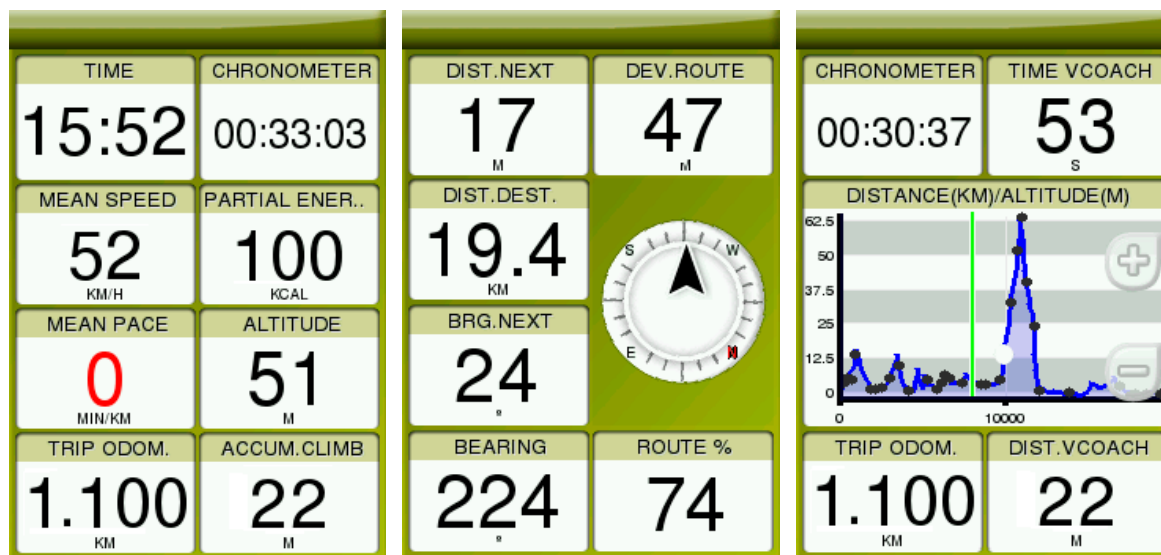 TIME CHRONOMETER
15:52 00:33:03
MEAN SPEED PARTIAL ENER..
52 100
KM/H KCAL
MEAN PACE ALTITUDE
0 51
MIN/KM M
TRIP ODOM. ACCUM.CLIMB
1.100 22
KM M
DIST.NEXT DEV.ROUTE
17 47
M M
DIST.DEST.
19.4
KM
S W
E N
BRG.NEXT
24
°
BEARING ROUTE %
224 74
°
CHRONOMETER TIME VCOACH
00:30:37 53
S
DISTANCE(KM)/ALTITUDE(M)
62.5
50
37.5
25
12.5
0
0 10000
TRIP ODOM. DIST.VCOACH
1.100 22
KM M